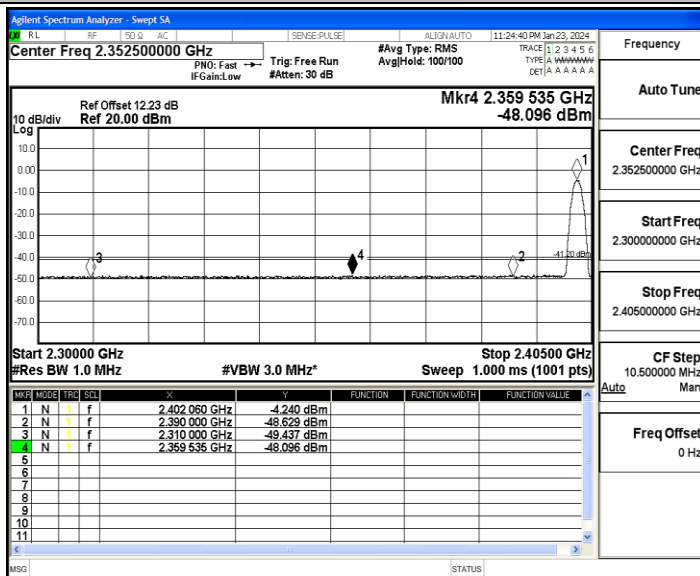 Agilent Spectrum Analyzer - Swept SA
LXI RL RF 50 Ω AC SENSE:PULSE ALIGN AUTO 11:24:40 PM Jan 23, 2024
Center Freq 2.352500000 GHz
PNO: Fast
IFGain:Low
Trig: Free Run
#Atten: 30 dB
#Avg Type: RMS
Avg|Hold: 100/100
TRACE 1 2 3 4 5 6
TYPE A WWWWW
DET A A A A A A
Ref Offset 12.23 dB
10 dB/div Ref 20.00 dBm
Log
Mkr4 2.359 535 GHz
-48.096 dBm
10.0
0.00
-10.0
-20.0
-30.0
-40.0
-50.0
-60.0
-70.0
1
2
3
4
-41.20 dBm
Start 2.30000 GHz Stop 2.40500 GHz
#Res BW 1.0 MHz #VBW 3.0 MHz* Sweep 1.000 ms (1001 pts)
MKR MODE TRC SCL X Y FUNCTION FUNCTION WIDTH FUNCTION VALUE
1 N 1 f 2.402 060 GHz -4.240 dBm
2 N 1 f 2.390 000 GHz -48.629 dBm
3 N 1 f 2.310 000 GHz -49.437 dBm
4 N 1 f 2.359 535 GHz -48.096 dBm
5
6
7
8
9
10
11
MSG STATUS
Frequency
Auto Tune
Center Freq
2.352500000 GHz
Start Freq
2.300000000 GHz
Stop Freq
2.405000000 GHz
CF Step
10.500000 MHz
Auto Man
Freq Offset
0 Hz